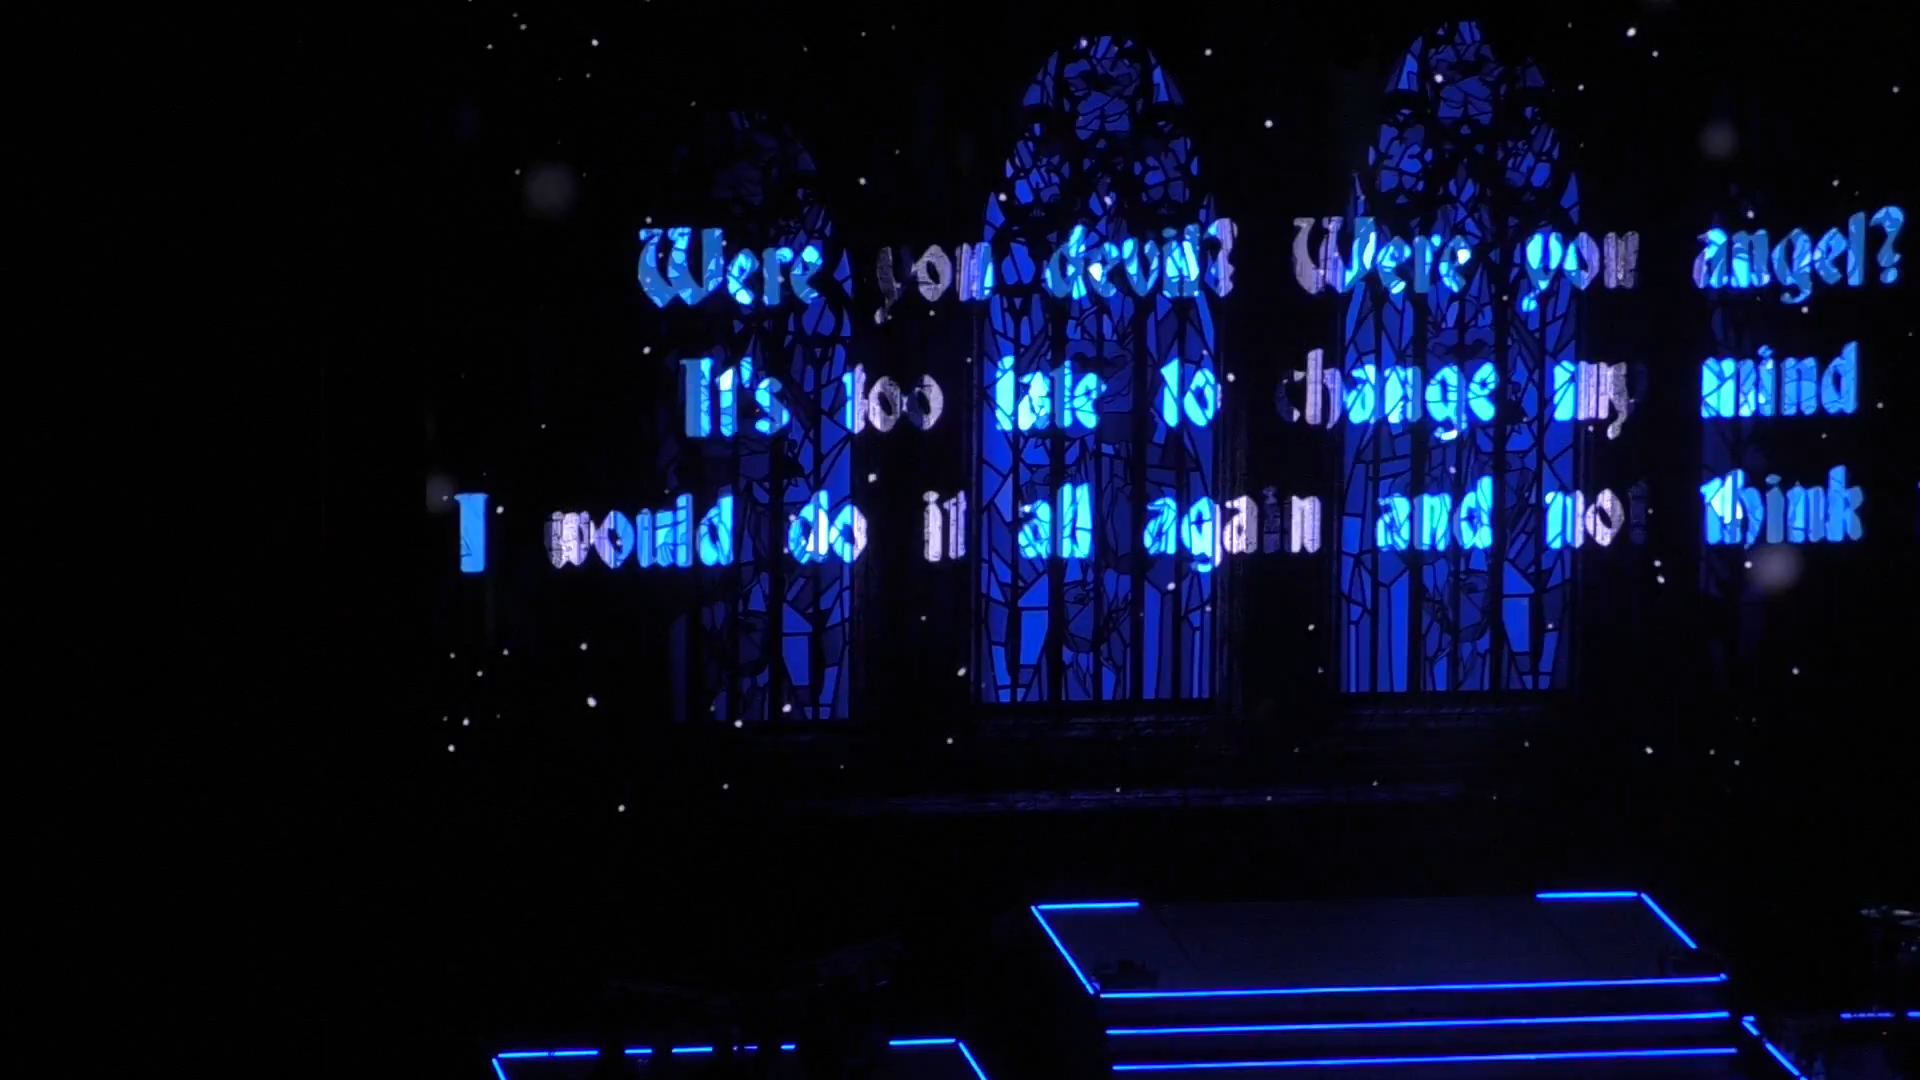 Were you devil? Were you angel?
It's too late to change my mind
I would do it all again and not think